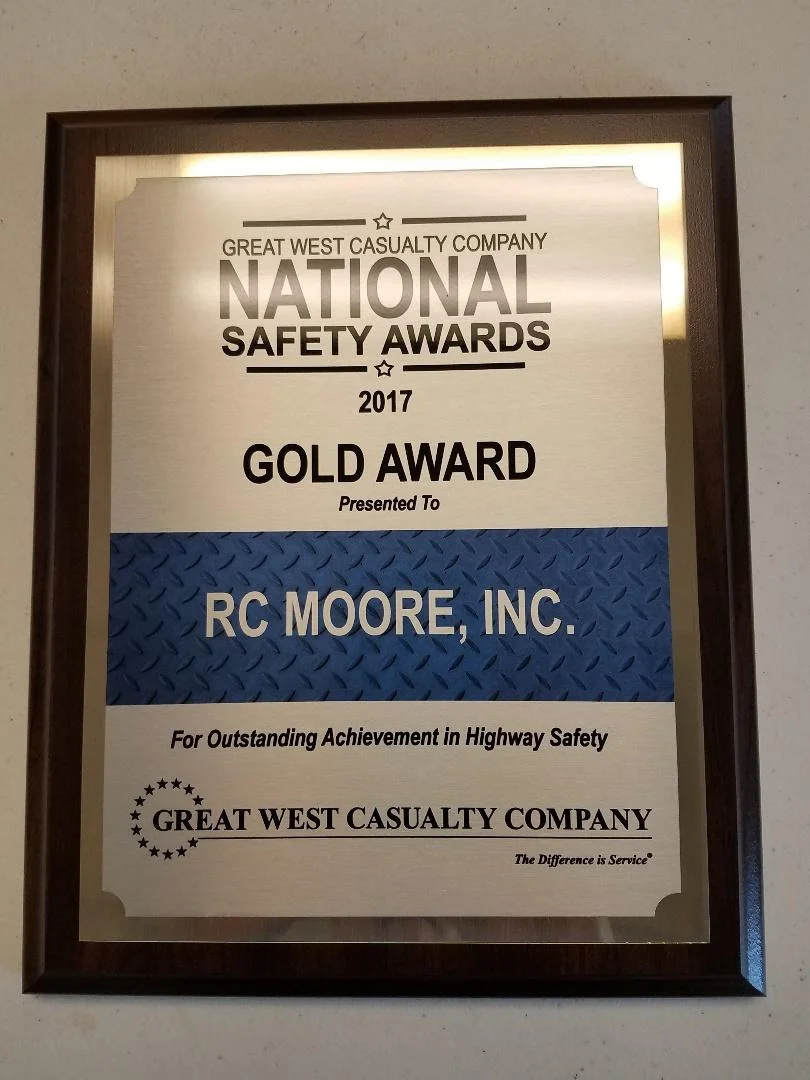 GREAT WEST CASUALTY COMPANY
NATIONAL
SAFETY AWARDS
2017
GOLD AWARD
Presented To
RC MOORE, INC.
For Outstanding Achievement in Highway Safety
GREAT WEST CASUALTY COMPANY
The Difference is Service®